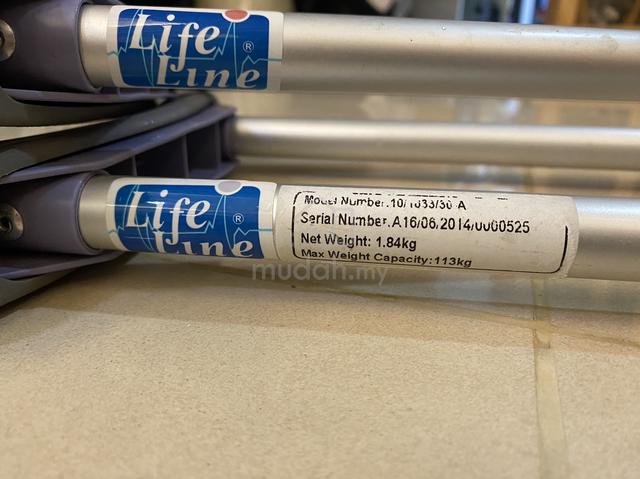 Life
Line
®
Life
Line
®
Model Number.10/1033/30 A
Serial Number.A16/06.2014/0000525
Net Weight: 1.84kg
Max Weight Capacity:113kg
mudah.my